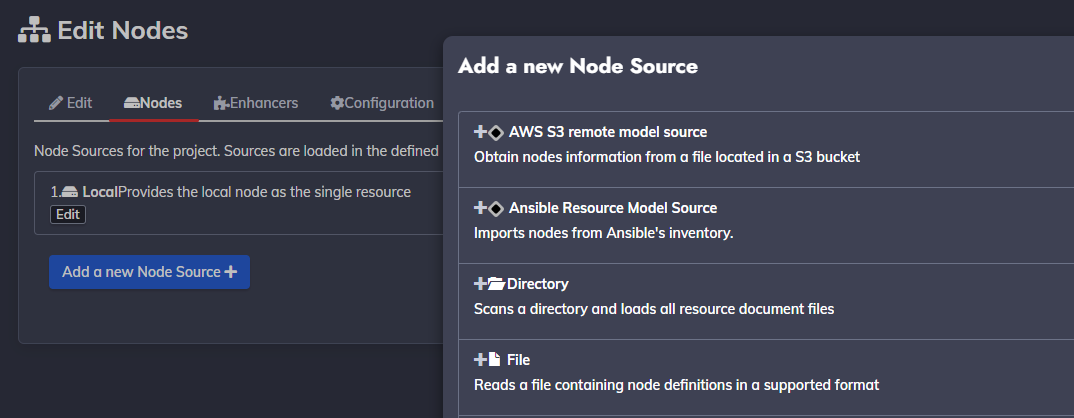 Edit Nodes
Edit
Nodes
Enhancers
Configuration
Node Sources for the project. Sources are loaded in the defined
1. Local Provides the local node as the single resource
Edit
Add a new Node Source +
Add a new Node Source
AWS S3 remote model source
Obtain nodes information from a file located in a S3 bucket
Ansible Resource Model Source
Imports nodes from Ansible's inventory.
Directory
Scans a directory and loads all resource document files
File
Reads a file containing node definitions in a supported format